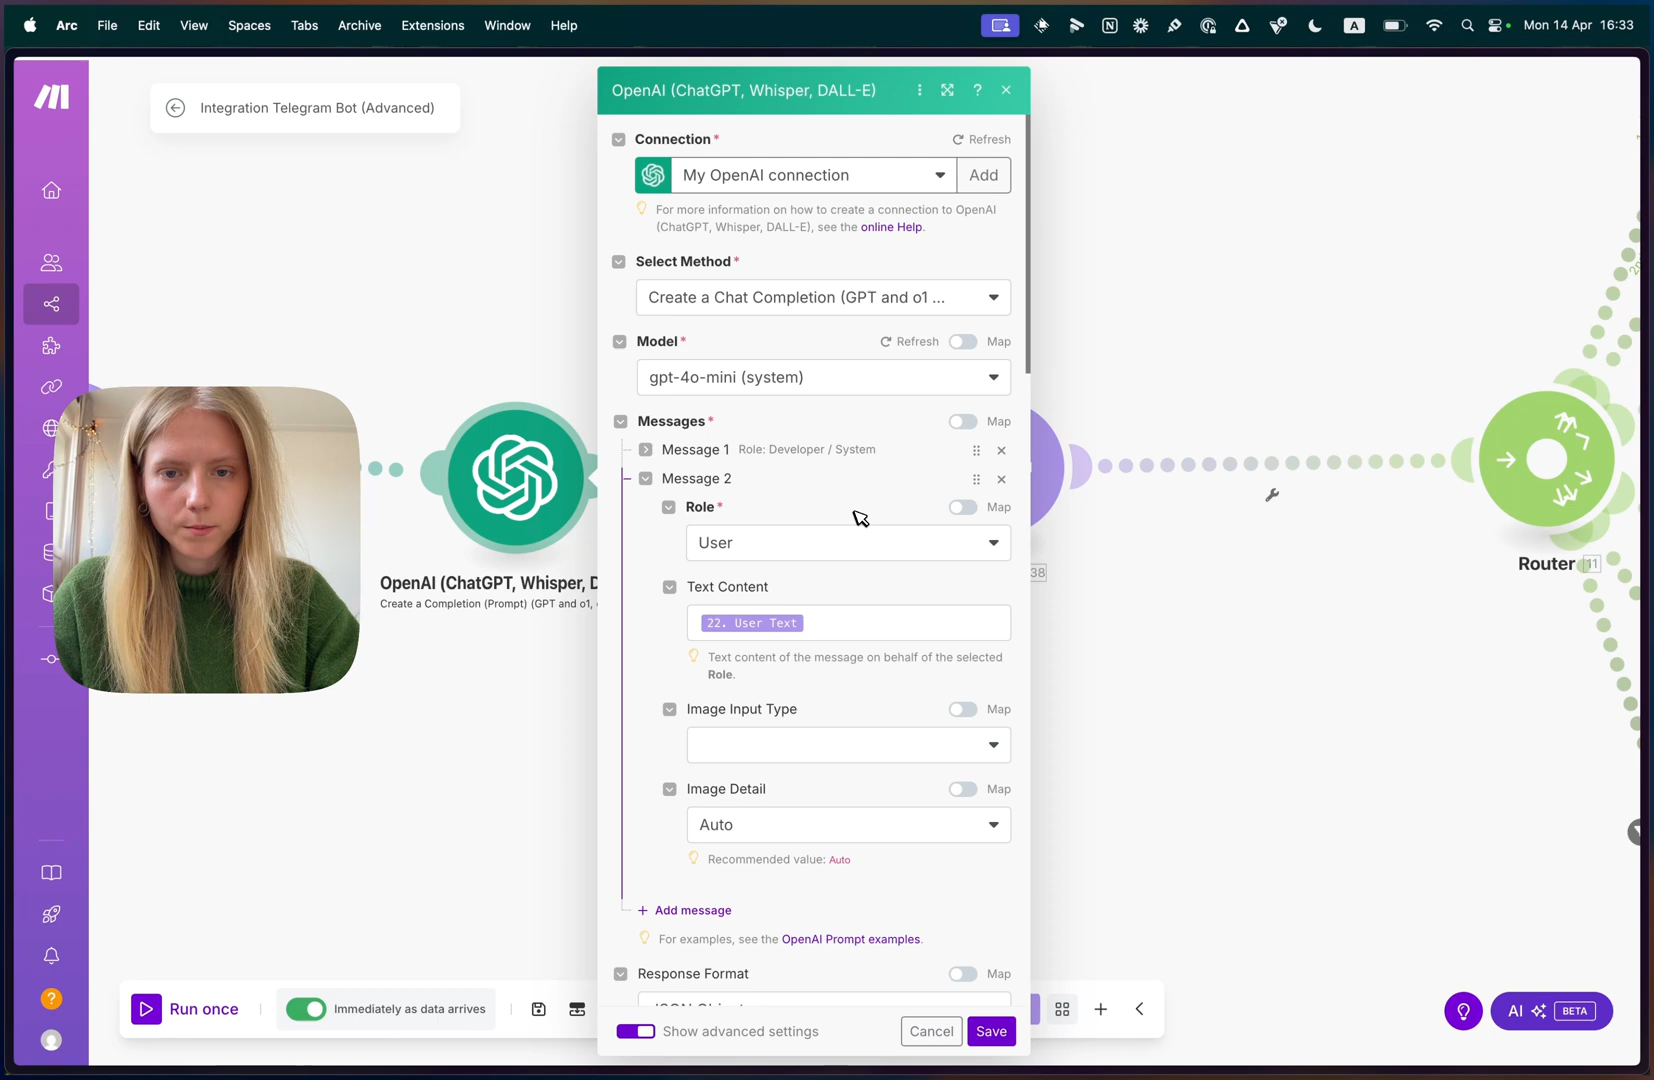 Arc File Edit View Spaces Tabs Archive Extensions Window Help A Mon 14 Apr 16:33
Integration Telegram Bot (Advanced)
OpenAI (ChatGPT, Whisper, DALL-E) ?
Connection* Refresh
My OpenAI connection Add
For more information on how to create a connection to OpenAI
(ChatGPT, Whisper, DALL-E), see the online Help.
Select Method*
Create a Chat Completion (GPT and o1 ...
Model* Refresh Map
gpt-4o-mini (system)
Messages* Map
Message 1 Role: Developer / System
Message 2
Role* Map
User
Text Content
22. User Text
Text content of the message on behalf of the selected
Role.
Image Input Type Map
Image Detail Map
Auto
Recommended value: Auto
+ Add message
For examples, see the OpenAI Prompt examples.
Response Format Map
Show advanced settings Cancel Save
OpenAI (ChatGPT, Whisper, D
Create a Completion (Prompt) (GPT and o1,
38
Router 11
?
Run once Immediately as data arrives
AI BETA